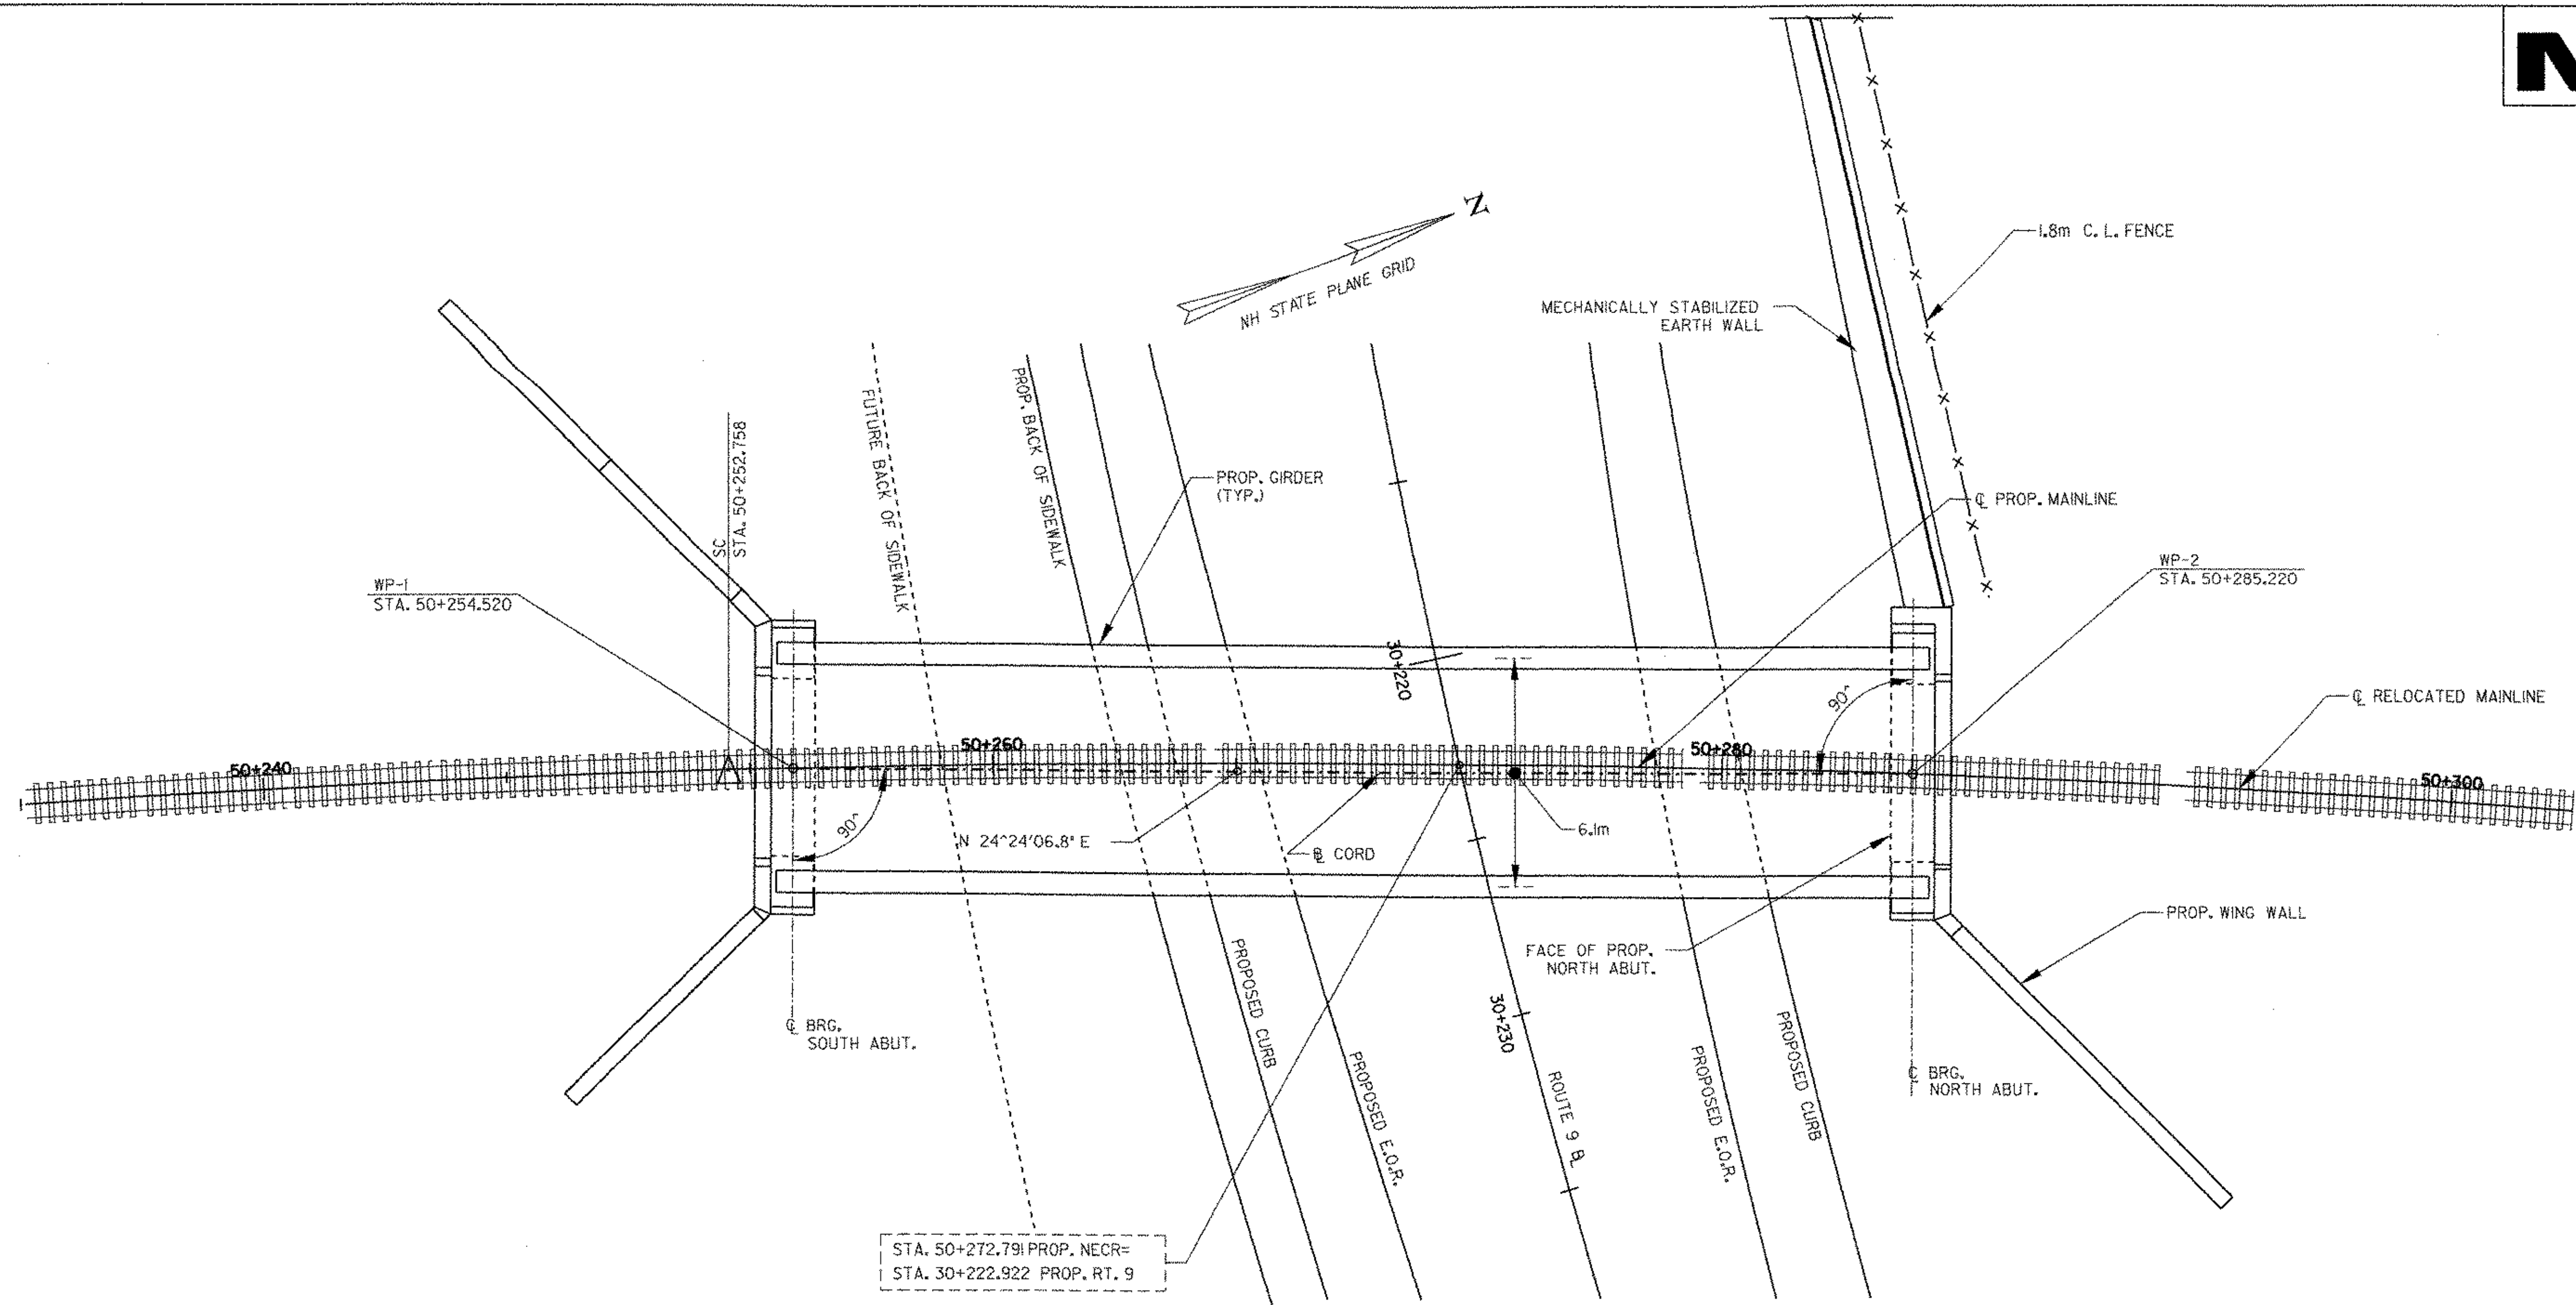 N
NH STATE PLANE GRID
1.8m C. L. FENCE
MECHANICALLY STABILIZED
EARTH WALL
FUTURE BACK OF SIDEWALK
PROP. BACK OF SIDEWALK
SC
STA. 50+252.758
PROP. GIRDER
(TYP.)
℄ PROP. MAINLINE
WP-1
STA. 50+254.520
WP-2
STA. 50+285.220
30+220
90^
℄ RELOCATED MAINLINE
50+240
50+260
50+280
50+300
90^
N 24^24'06.8" E
B̲L CORD
6.1m
PROP. WING WALL
FACE OF PROP.
NORTH ABUT.
℄ BRG.
SOUTH ABUT.
PROPOSED CURB
PROPOSED E.O.R.
30+230
ROUTE 9 BL
PROPOSED E.O.R.
PROPOSED CURB
℄ BRG.
NORTH ABUT.
STA. 50+272.791 PROP. NECR=
STA. 30+222.922 PROP. RT. 9